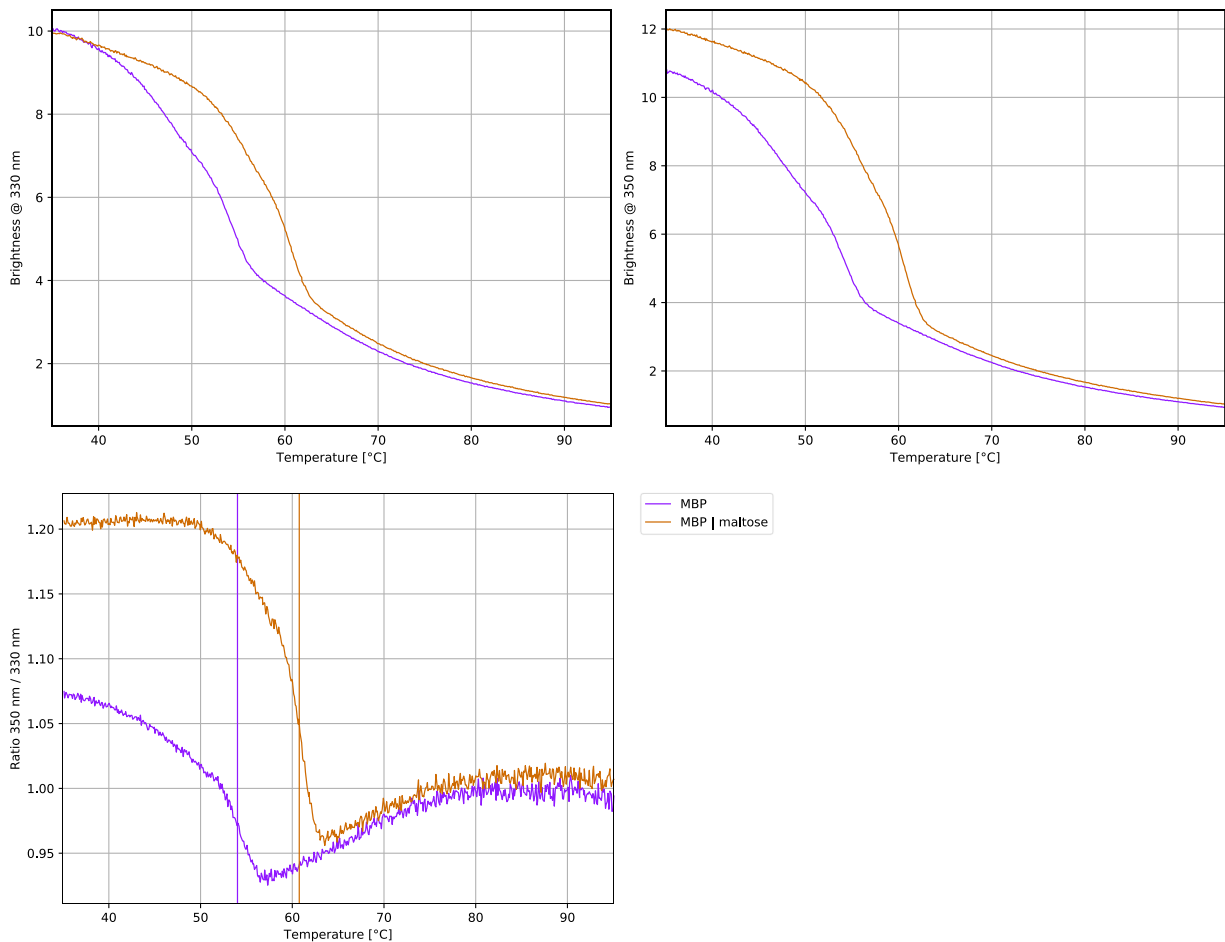 10
8
6
4
2
Brightness @ 330 nm
40 50 60 70 80 90
Temperature [°C]
12
10
8
6
4
2
Brightness @ 350 nm
40 50 60 70 80 90
Temperature [°C]
1.20
1.15
1.10
1.05
1.00
0.95
Ratio 350 nm / 330 nm
40 50 60 70 80 90
Temperature [°C]
MBP
MBP | maltose